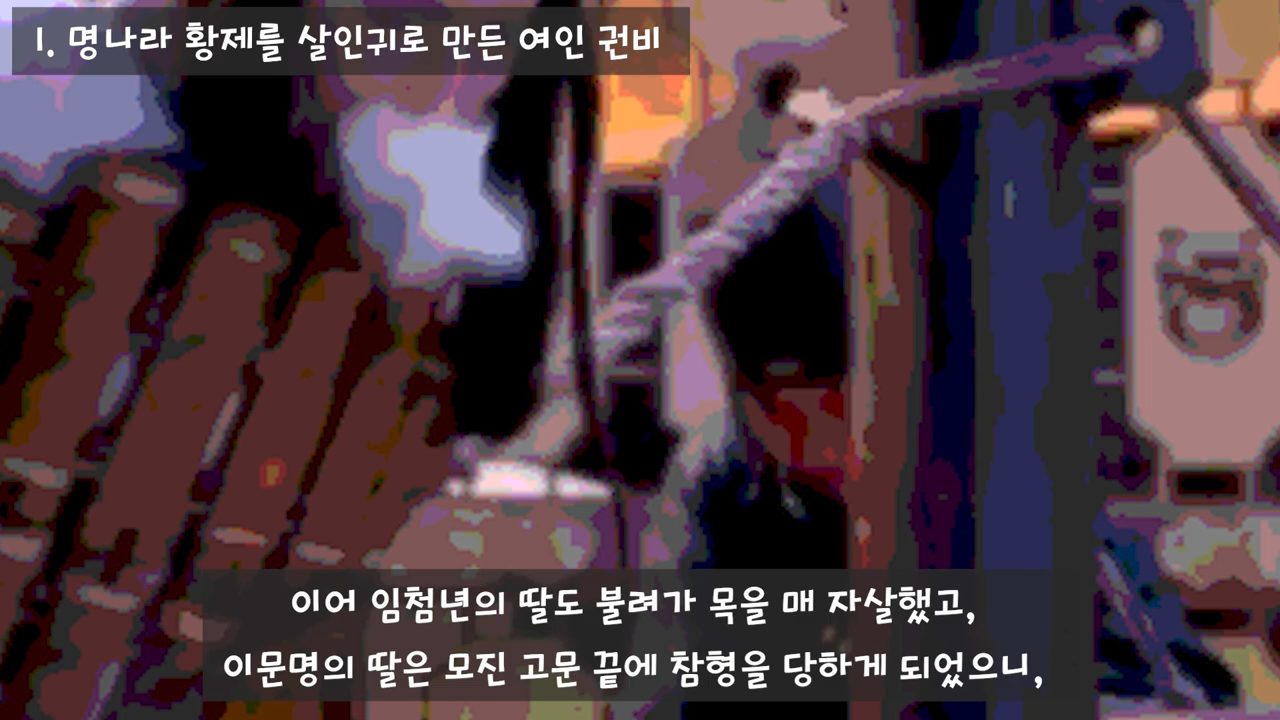 1. 명나라 황제를 살인귀로 만든 여인 권비
이어 임첨년의 딸도 불려가 목을 매 자살했고,
이문명의 딸은 모진 고문 끝에 참형을 당하게 되었으니,